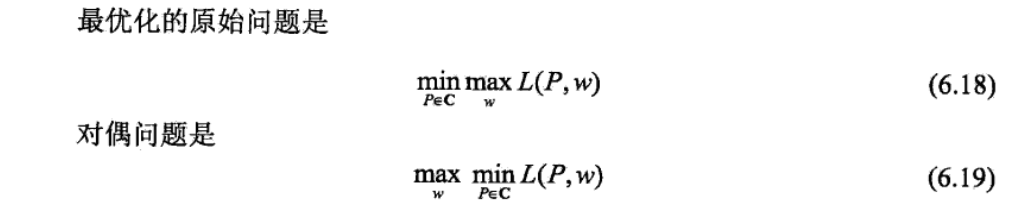 最优化的原始问题是
min max L(P, w) (6.18)
P∈C w
对偶问题是
max min L(P, w) (6.19)
w P∈C